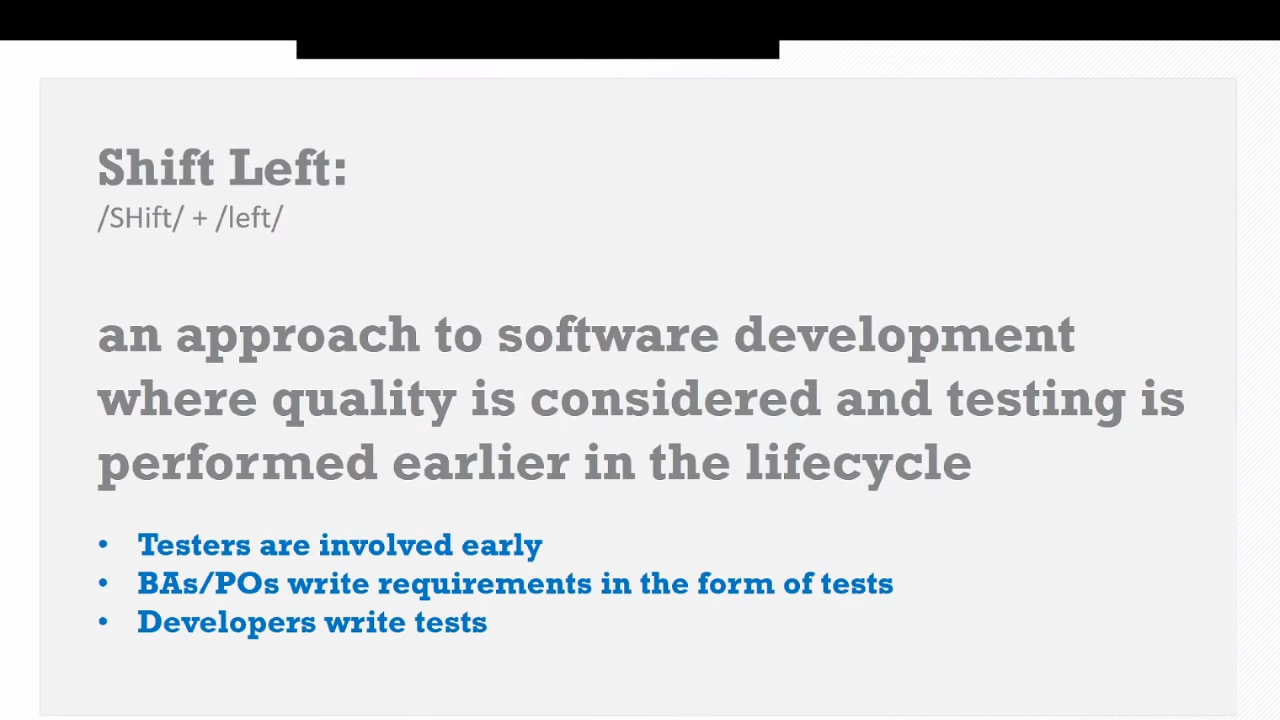 Shift Left:
/SHift/ + /left/
an approach to software development
where quality is considered and testing is
performed earlier in the lifecycle
• Testers are involved early
• BAs/POs write requirements in the form of tests
• Developers write tests